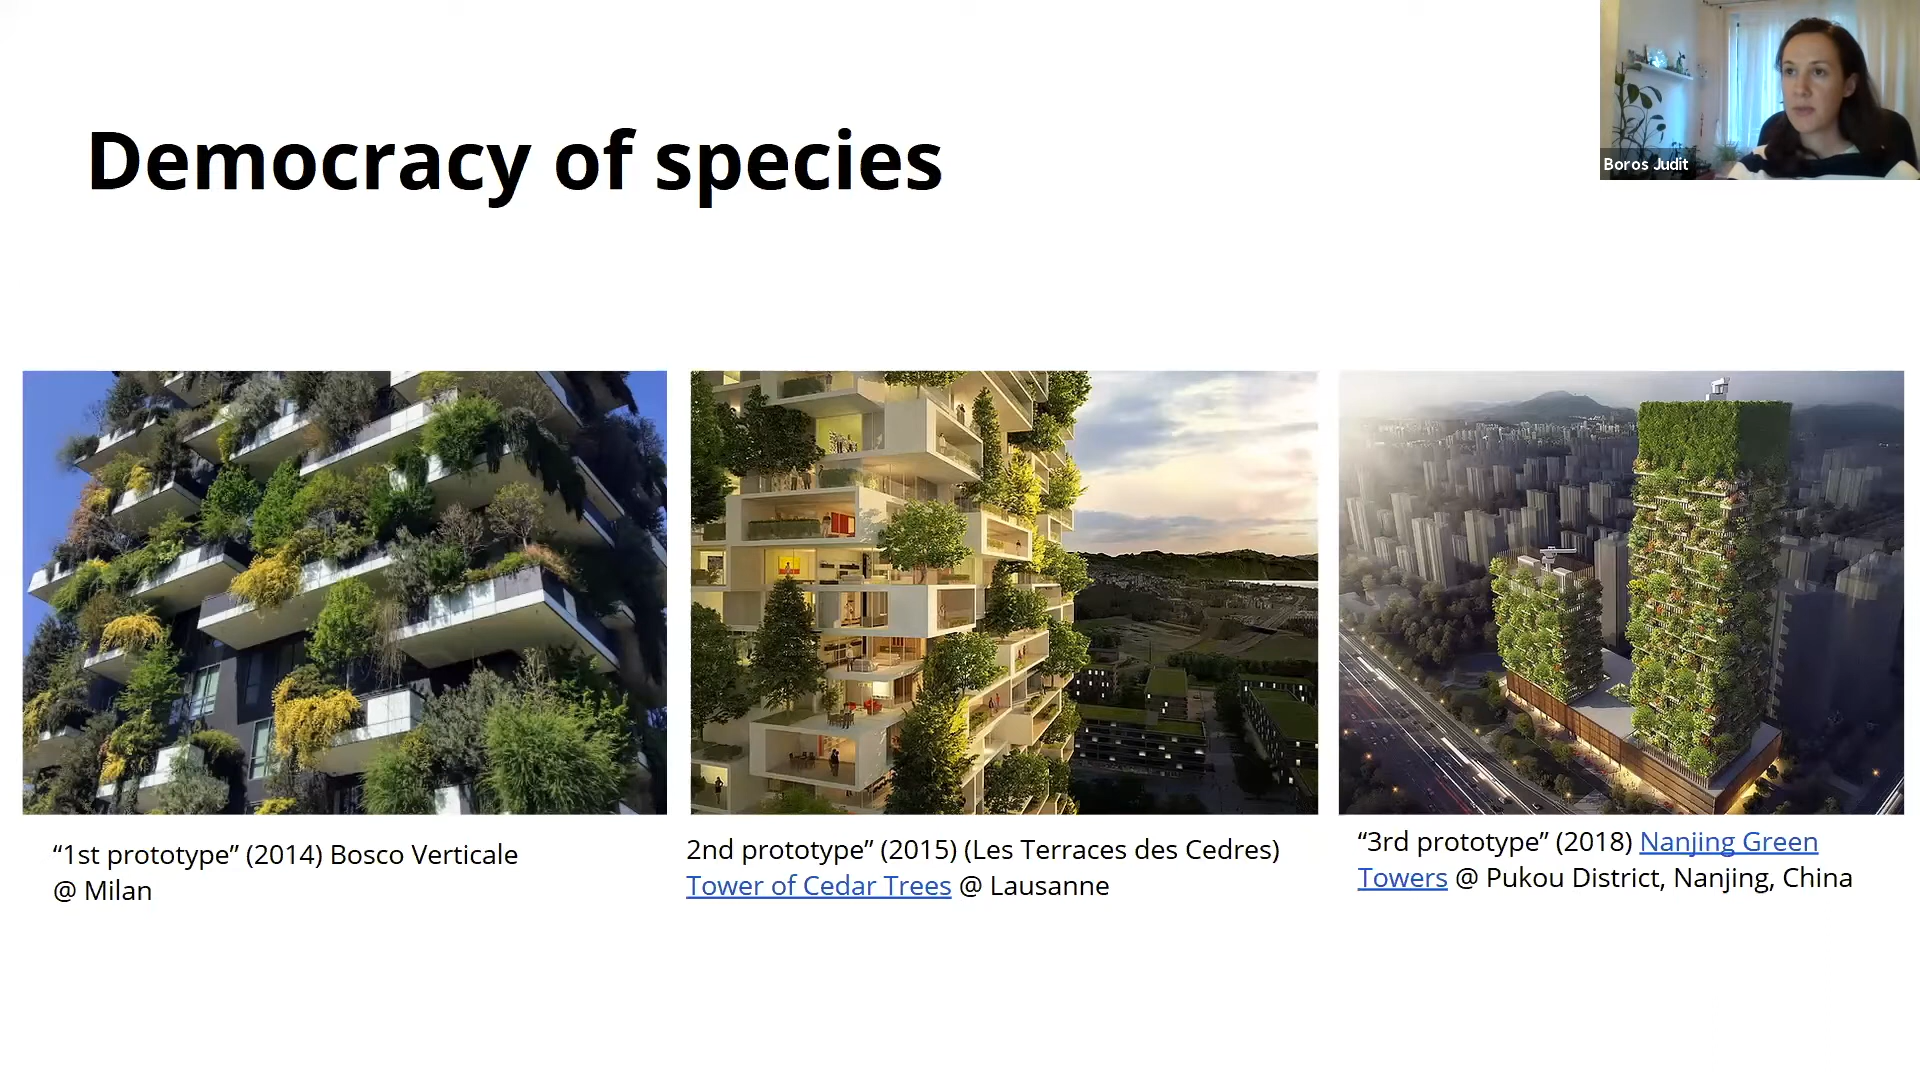 Boros Judit
Democracy of species
“1st prototype” (2014) Bosco Verticale
@ Milan
2nd prototype” (2015) (Les Terraces des Cedres)
Tower of Cedar Trees @ Lausanne
“3rd prototype” (2018) Nanjing Green
Towers @ Pukou District, Nanjing, China